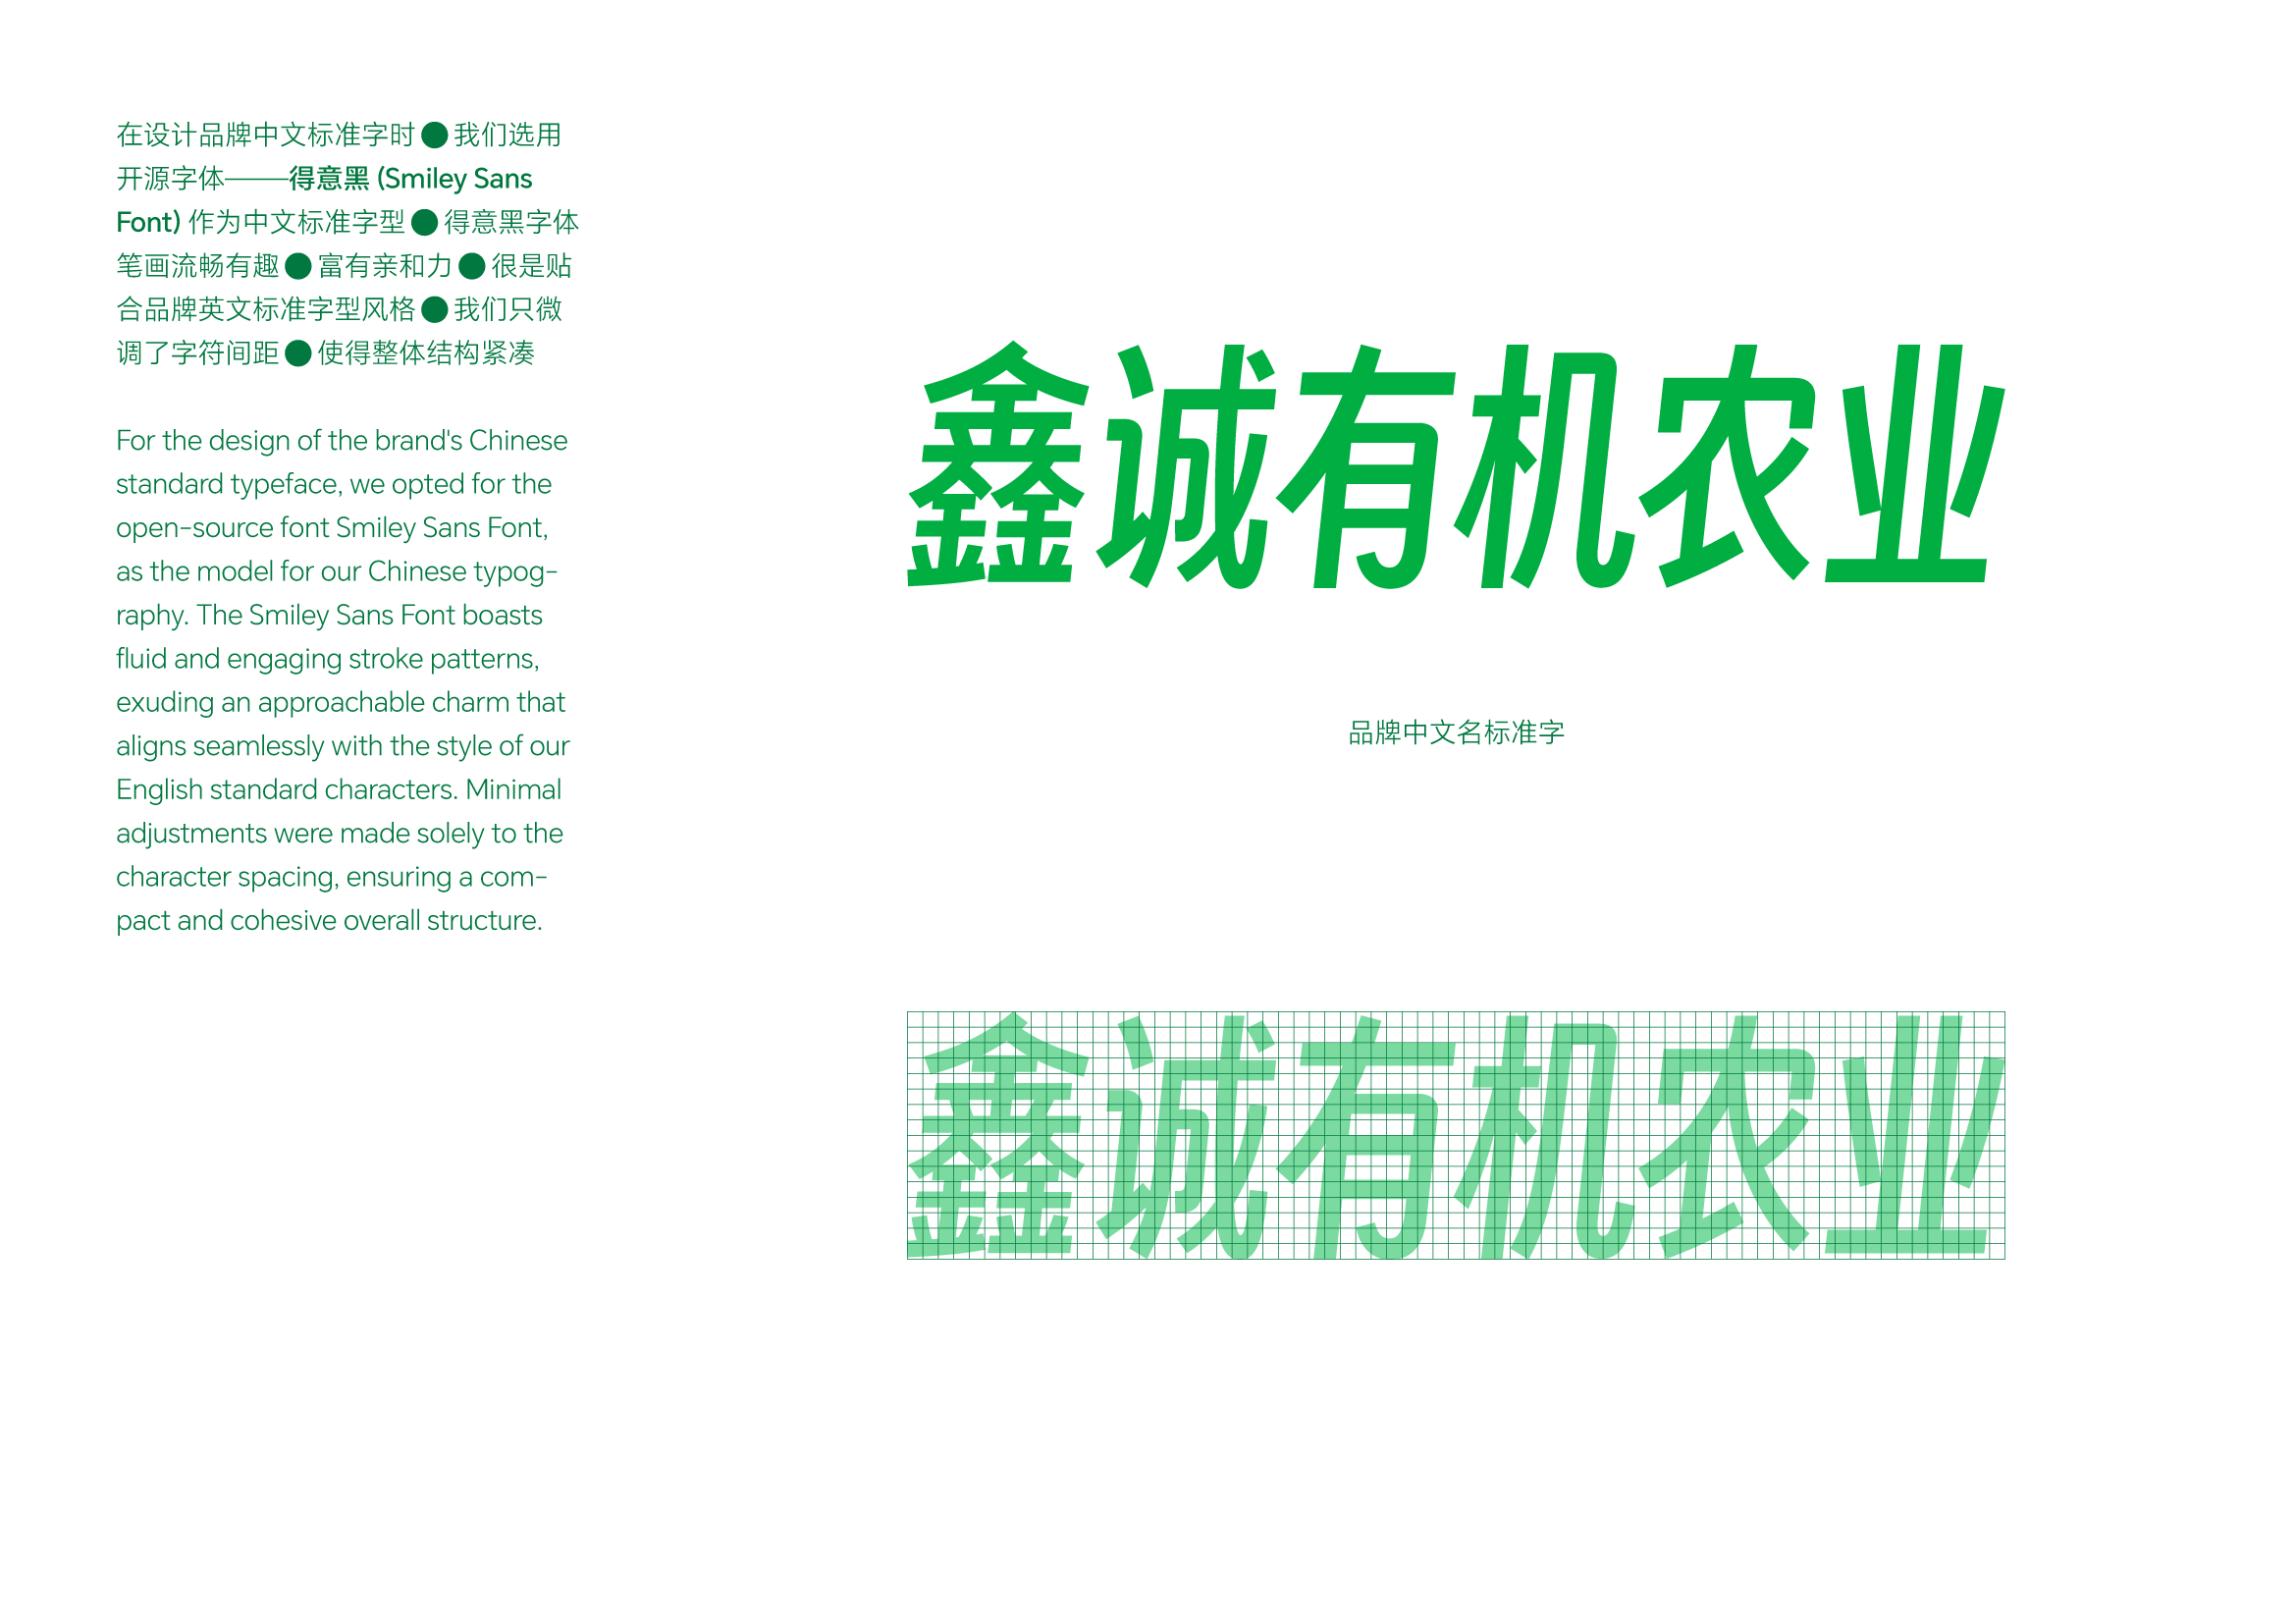 在设计品牌中文标准字时●我们选用
开源字体——得意黑 (Smiley Sans
Font) 作为中文标准字型●得意黑字体
笔画流畅有趣●富有亲和力●很是贴
合品牌英文标准字型风格●我们只微
调了字符间距●使得整体结构紧凑
For the design of the brand's Chinese
standard typeface, we opted for the
open-source font Smiley Sans Font,
as the model for our Chinese typog-
raphy. The Smiley Sans Font boasts
fluid and engaging stroke patterns,
exuding an approachable charm that
aligns seamlessly with the style of our
English standard characters. Minimal
adjustments were made solely to the
character spacing, ensuring a com-
pact and cohesive overall structure.
鑫诚有机农业
品牌中文名标准字
鑫诚有机农业